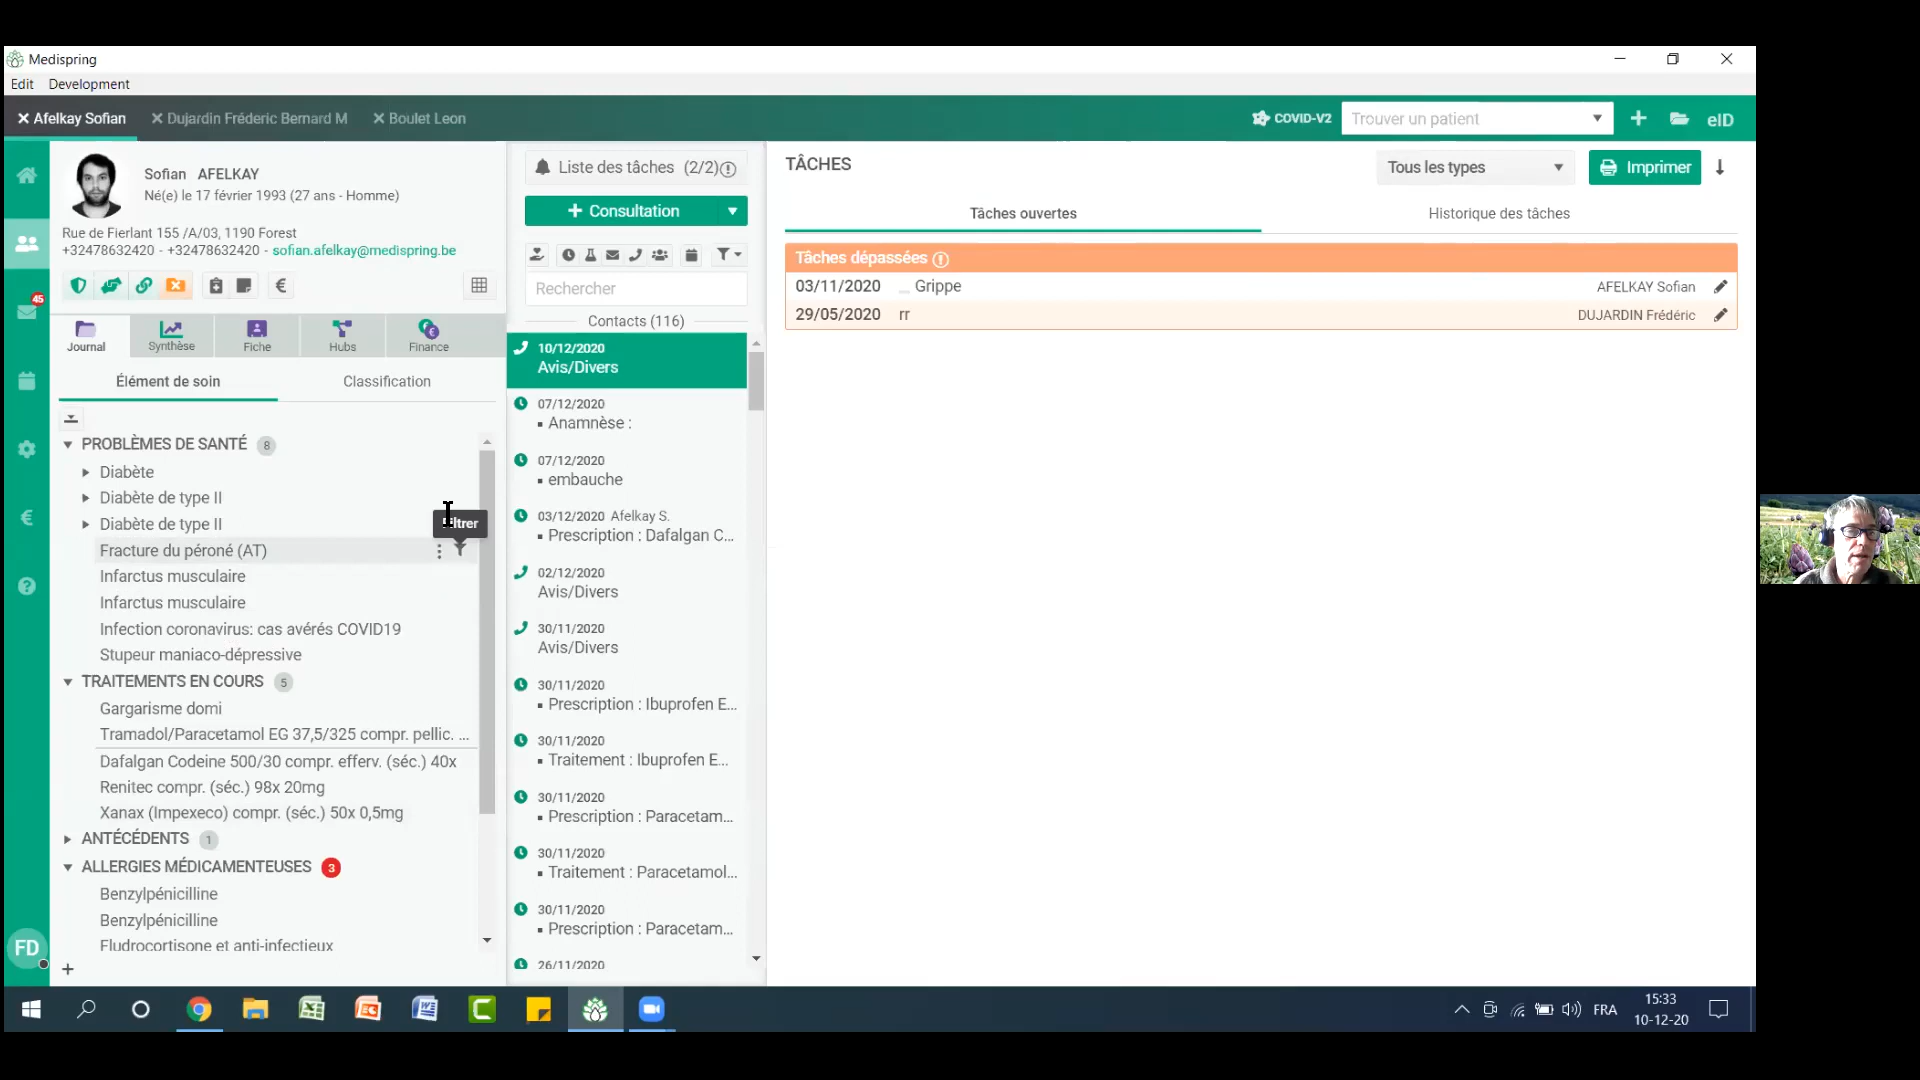 Medispring
Edit Development
Afelkay Sofian Dujardin Fréderic Bernard M Boulet Leon
COVID-V2 Trouver un patient eID
Sofian AFELKAY
Né(e) le 17 février 1993 (27 ans - Homme)
Rue de Fierlant 155 /A/03, 1190 Forest
+32478632420 - +32478632420 - sofian.afelkay@medispring.be
45
Journal Synthèse Fiche Hubs Finance
Élément de soin Classification
PROBLÈMES DE SANTÉ 8
Diabète
Diabète de type II
Diabète de type II
Fracture du péroné (AT)
Infarctus musculaire
Infarctus musculaire
Infection coronavirus: cas avérés COVID19
Stupeur maniaco-dépressive
TRAITEMENTS EN COURS 5
Gargarisme domi
Tramadol/Paracetamol EG 37,5/325 compr. pellic. ...
Dafalgan Codeine 500/30 compr. efferv. (séc.) 40x
Renitec compr. (séc.) 98x 20mg
Xanax (Impexeco) compr. (séc.) 50x 0,5mg
ANTÉCÉDENTS 1
ALLERGIES MÉDICAMENTEUSES 3
Benzylpénicilline
Benzylpénicilline
Fludrocortisone et anti-infectieux
FD
Liste des tâches (2/2)
+ Consultation
Rechercher
Contacts (116)
10/12/2020
Avis/Divers
07/12/2020
Anamnèse :
07/12/2020
embauche
03/12/2020 Afelkay S.
Prescription : Dafalgan C...
02/12/2020
Avis/Divers
30/11/2020
Avis/Divers
30/11/2020
Prescription : Ibuprofen E...
30/11/2020
Traitement : Ibuprofen E...
30/11/2020
Prescription : Paracetam...
30/11/2020
Traitement : Paracetamol...
30/11/2020
Prescription : Paracetam...
26/11/2020
TÂCHES
Tous les types
Imprimer
Tâches ouvertes Historique des tâches
Tâches dépassées
03/11/2020 Grippe AFELKAY Sofian
29/05/2020 rr DUJARDIN Frédéric
FRA
15:33
10-12-20